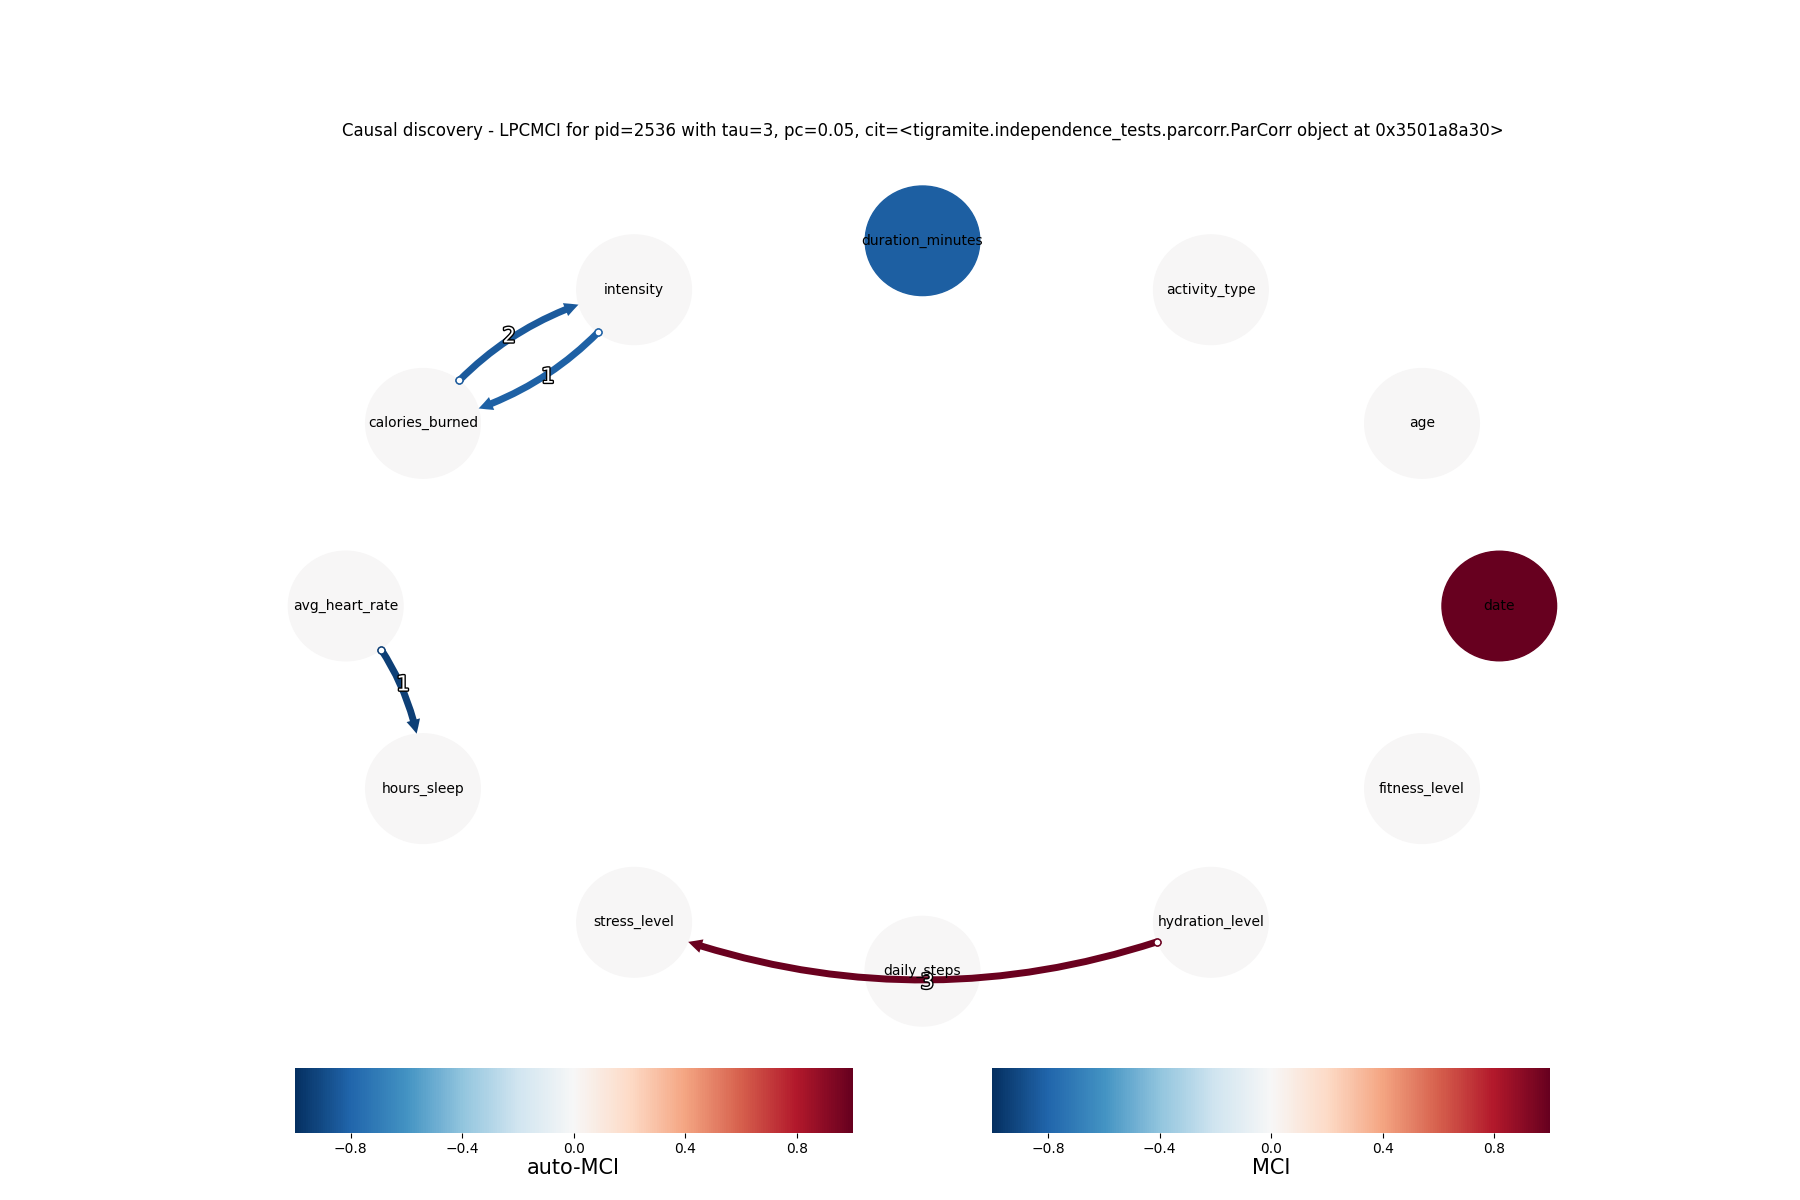 Causal discovery - LPCMCI for pid=2536 with tau=3, pc=0.05, cit=<tigramite.independence_tests.parcorr.ParCorr object at 0x3501a8a30>
duration_minutes
intensity
activity_type
2
1
calories_burned
age
avg_heart_rate
date
1
hours_sleep
fitness_level
stress_level
hydration_level
daily_steps
3
−0.8 −0.4 0.0 0.4 0.8
auto-MCI
−0.8 −0.4 0.0 0.4 0.8
MCI